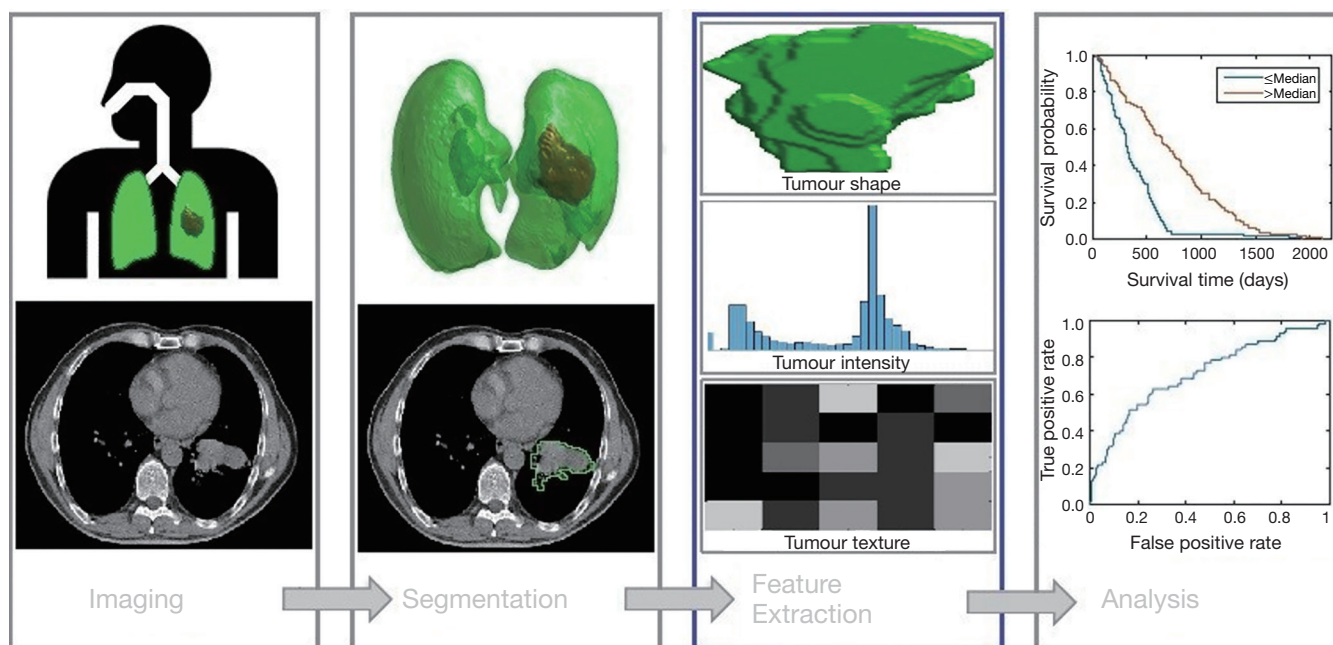 Tumour shape
Tumour intensity
Tumour texture
1.0
0.8
0.6
0.4
0.2
0.0
Survival probability
≤Median
>Median
0
500
1000
1500
2000
Survival time (days)
1.0
0.8
0.6
0.4
0.2
0.0
True positive rate
0
0.2
0.4
0.6
0.8
1
False positive rate
Imaging
Segmentation
Feature
Extraction
Analysis